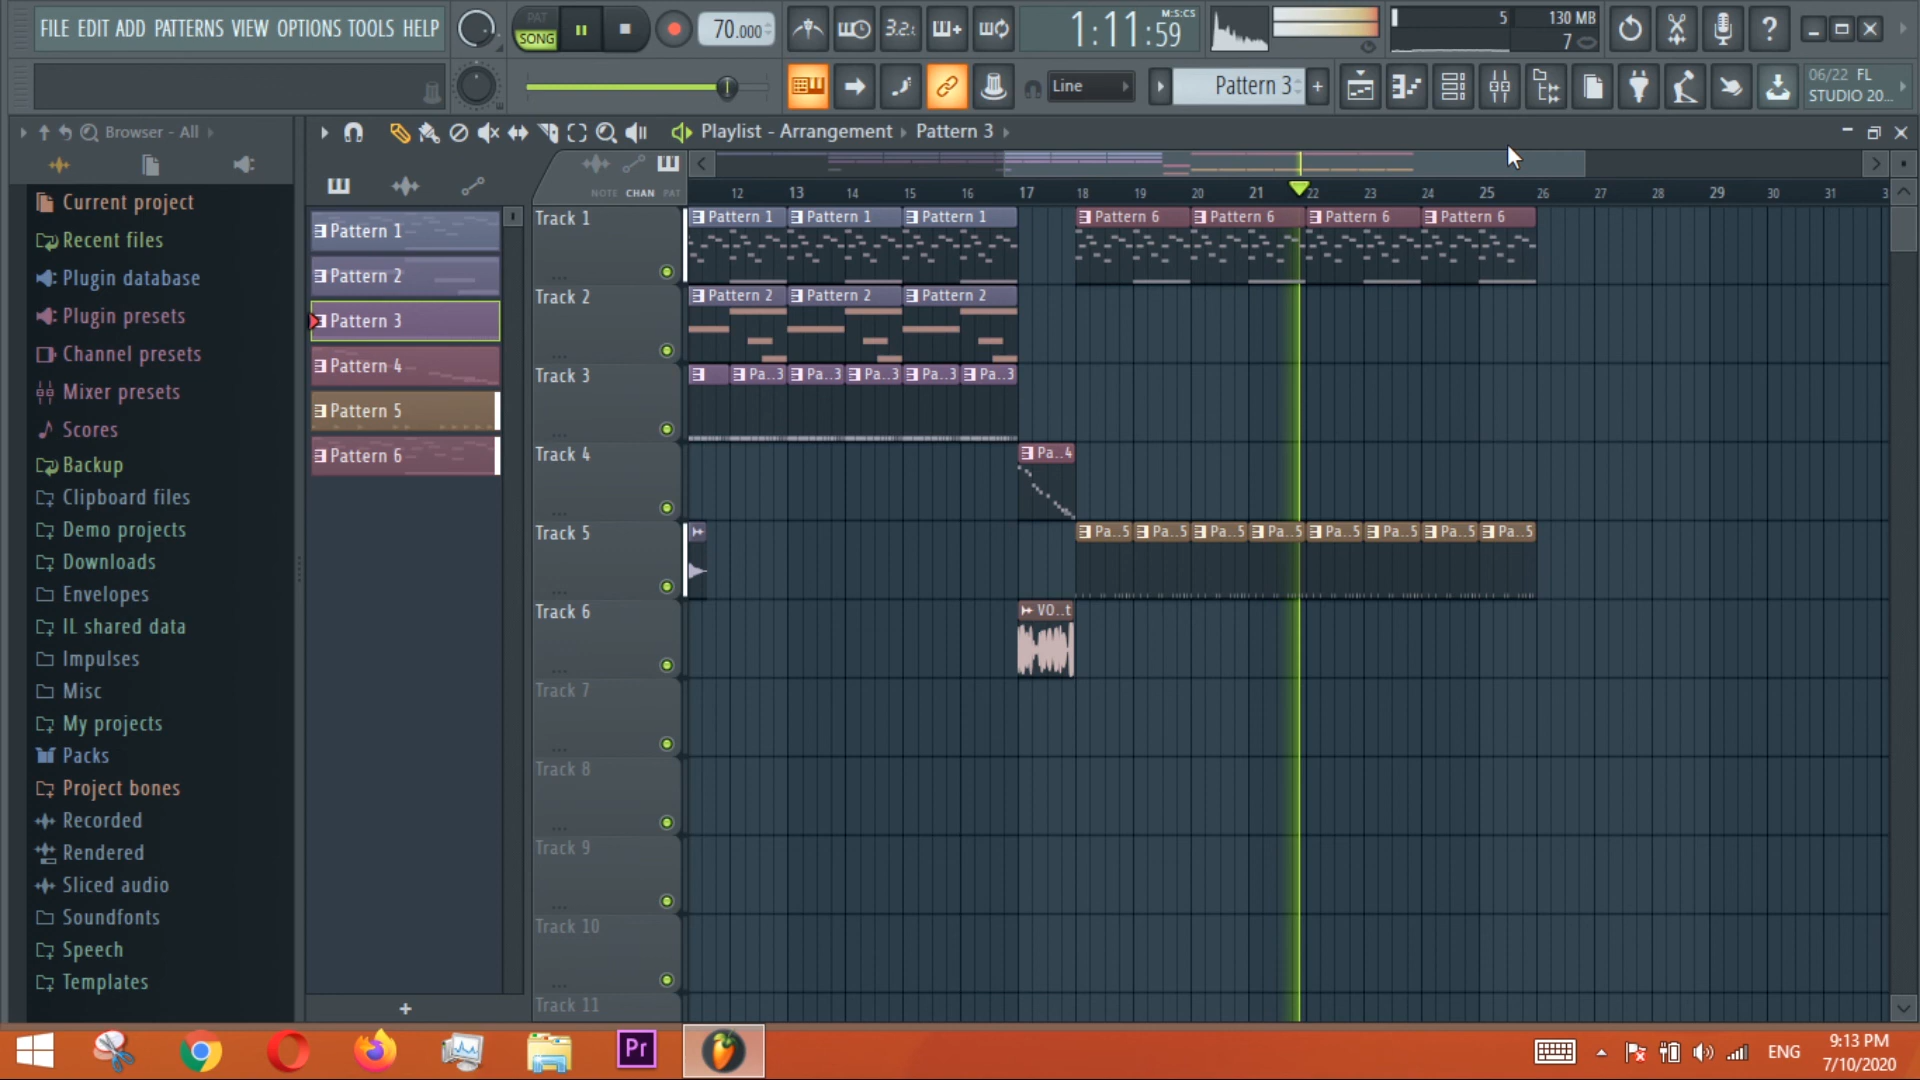 FILE EDIT ADD PATTERNS VIEW OPTIONS TOOLS HELP
PAT
SONG
70.000
3.2.
1:11:59
M:S:CS
5
130 MB
7
Line
Pattern 3
06/22 FL
STUDIO 20...
Browser - All
Playlist - Arrangement › Pattern 3
NOTE CHAN PAT
12 13 14 15 16 17 18 19 20 21 22 23 24 25 26 27 28 29 30 31 3
Current project
Recent files
Plugin database
Plugin presets
Channel presets
Mixer presets
Scores
Backup
Clipboard files
Demo projects
Downloads
Envelopes
IL shared data
Impulses
Misc
My projects
Packs
Project bones
Recorded
Rendered
Sliced audio
Soundfonts
Speech
Templates
Pattern 1
Pattern 2
Pattern 3
Pattern 4
Pattern 5
Pattern 6
+
Track 1
Pattern 1 Pattern 1 Pattern 1 Pattern 6 Pattern 6 Pattern 6 Pattern 6
Track 2
Pattern 2 Pattern 2 Pattern 2
Track 3
Pa..3 Pa..3 Pa..3 Pa..3 Pa..3
Track 4
Pa..4
Track 5
Pa..5 Pa..5 Pa..5 Pa..5 Pa..5 Pa..5 Pa..5 Pa..5
Track 6
VO..t
Track 7
Track 8
Track 9
Track 10
Track 11
Pr
ENG
9:13 PM
7/10/2020